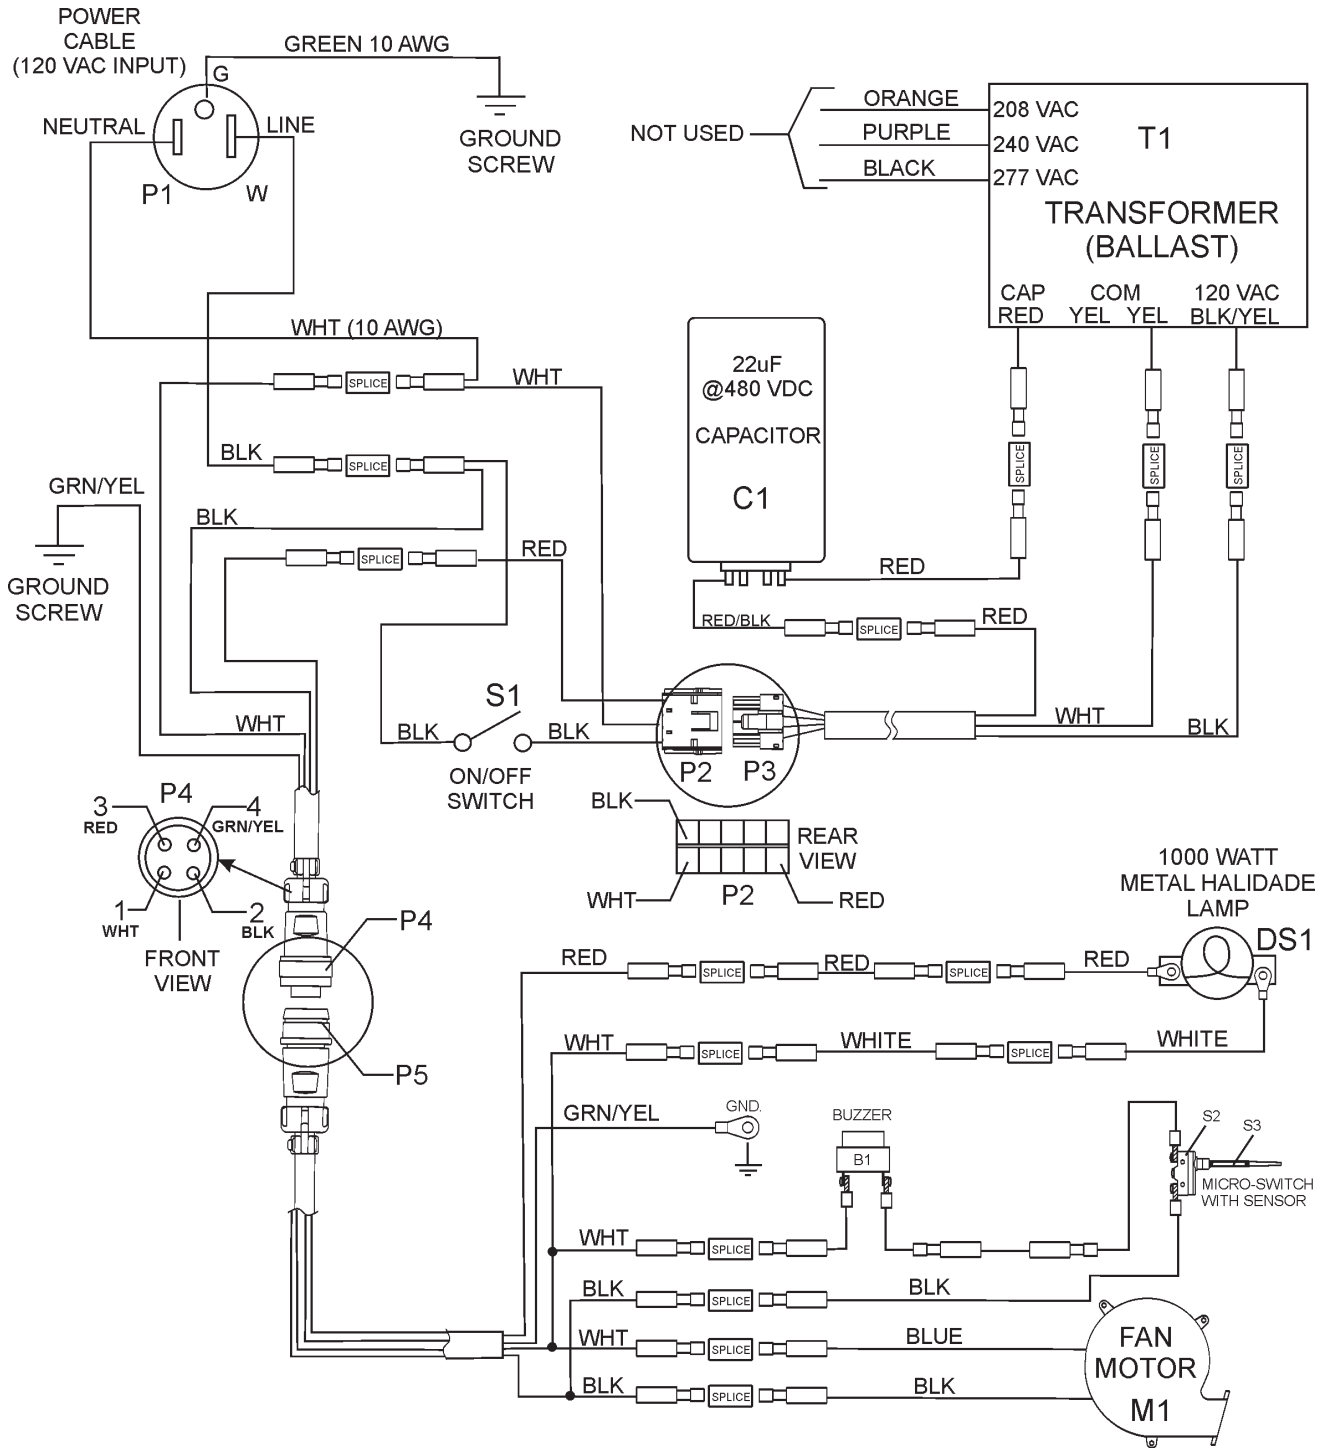 POWER
CABLE
(120 VAC INPUT)
G
GREEN 10 AWG
NEUTRAL
LINE
P1
W
GROUND
SCREW
NOT USED
ORANGE
PURPLE
BLACK
208 VAC
240 VAC
277 VAC
T1
TRANSFORMER
(BALLAST)
CAP
RED
COM
YEL YEL
120 VAC
BLK/YEL
WHT (10 AWG)
SPLICE
WHT
22uF
@480 VDC
CAPACITOR
C1
SPLICE
SPLICE
SPLICE
BLK
SPLICE
GRN/YEL
BLK
SPLICE
RED
GROUND
SCREW
RED
RED/BLK
SPLICE
RED
S1
WHT
BLK
BLK
ON/OFF
SWITCH
P2
P3
WHT
BLK
P4
3
RED
4
GRN/YEL
1
WHT
2
BLK
FRONT
VIEW
BLK
REAR
VIEW
WHT
P2
RED
P4
P5
1000 WATT
METAL HALIDADE
LAMP
DS1
RED
SPLICE
RED
SPLICE
RED
WHT
SPLICE
WHITE
SPLICE
WHITE
GRN/YEL
GND.
BUZZER
B1
S2
S3
MICRO-SWITCH
WITH SENSOR
WHT
SPLICE
BLK
SPLICE
BLK
WHT
SPLICE
BLUE
BLK
SPLICE
BLK
FAN
MOTOR
M1